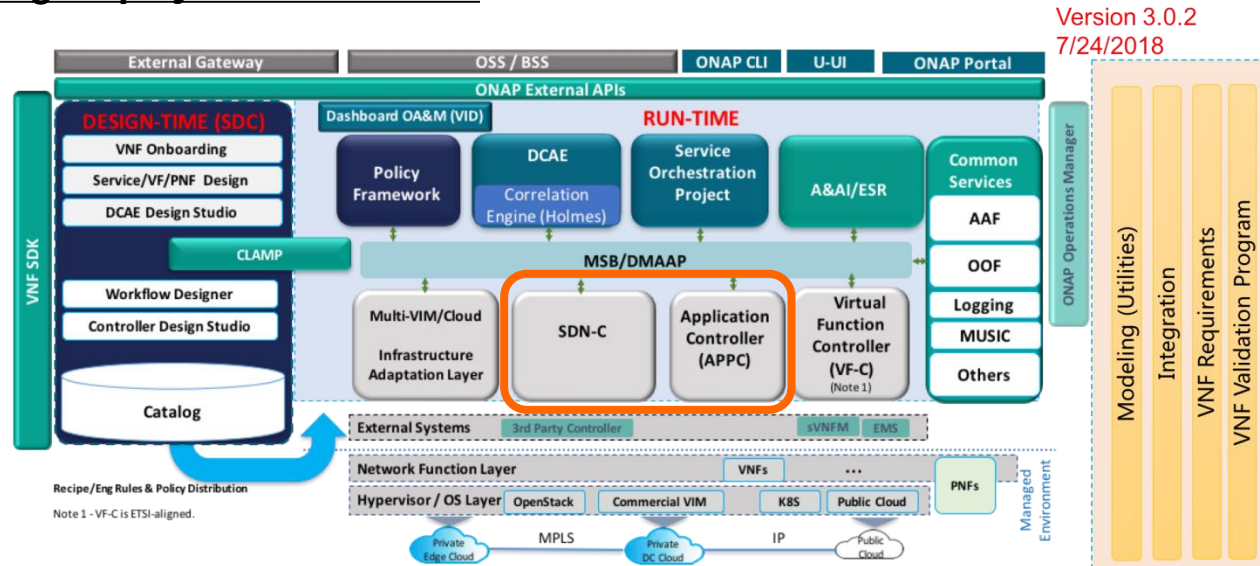 Version 3.0.2
7/24/2018
External Gateway
OSS / BSS
ONAP CLI
U-UI
ONAP Portal
ONAP External APIs
VNF SDK
DESIGN-TIME (SDC)
VNF Onboarding
Service/VF/PNF Design
DCAE Design Studio
CLAMP
Workflow Designer
Controller Design Studio
Catalog
Dashboard OA&M (VID)
RUN-TIME
Policy
Framework
DCAE
Correlation
Engine (Holmes)
Service
Orchestration
Project
A&AI/ESR
Common
Services
AAF
OOF
Logging
MUSIC
Others
MSB/DMAAP
Multi-VIM/Cloud
Infrastructure
Adaptation Layer
SDN-C
Application
Controller
(APPC)
Virtual
Function
Controller
(VF-C)
(Note 1)
ONAP Operations Manager
Modeling (Utilities)
Integration
VNF Requirements
VNF Validation Program
External Systems
3rd Party Controller
sVNFM
EMS
Network Function Layer
VNFs
...
PNFs
Hypervisor / OS Layer
OpenStack
Commercial VIM
K8S
Public Cloud
Managed
Environment
Recipe/Eng Rules & Policy Distribution
Note 1 - VF-C is ETSI-aligned.
Private
Edge Cloud
MPLS
Private
DC Cloud
IP
Public
Cloud